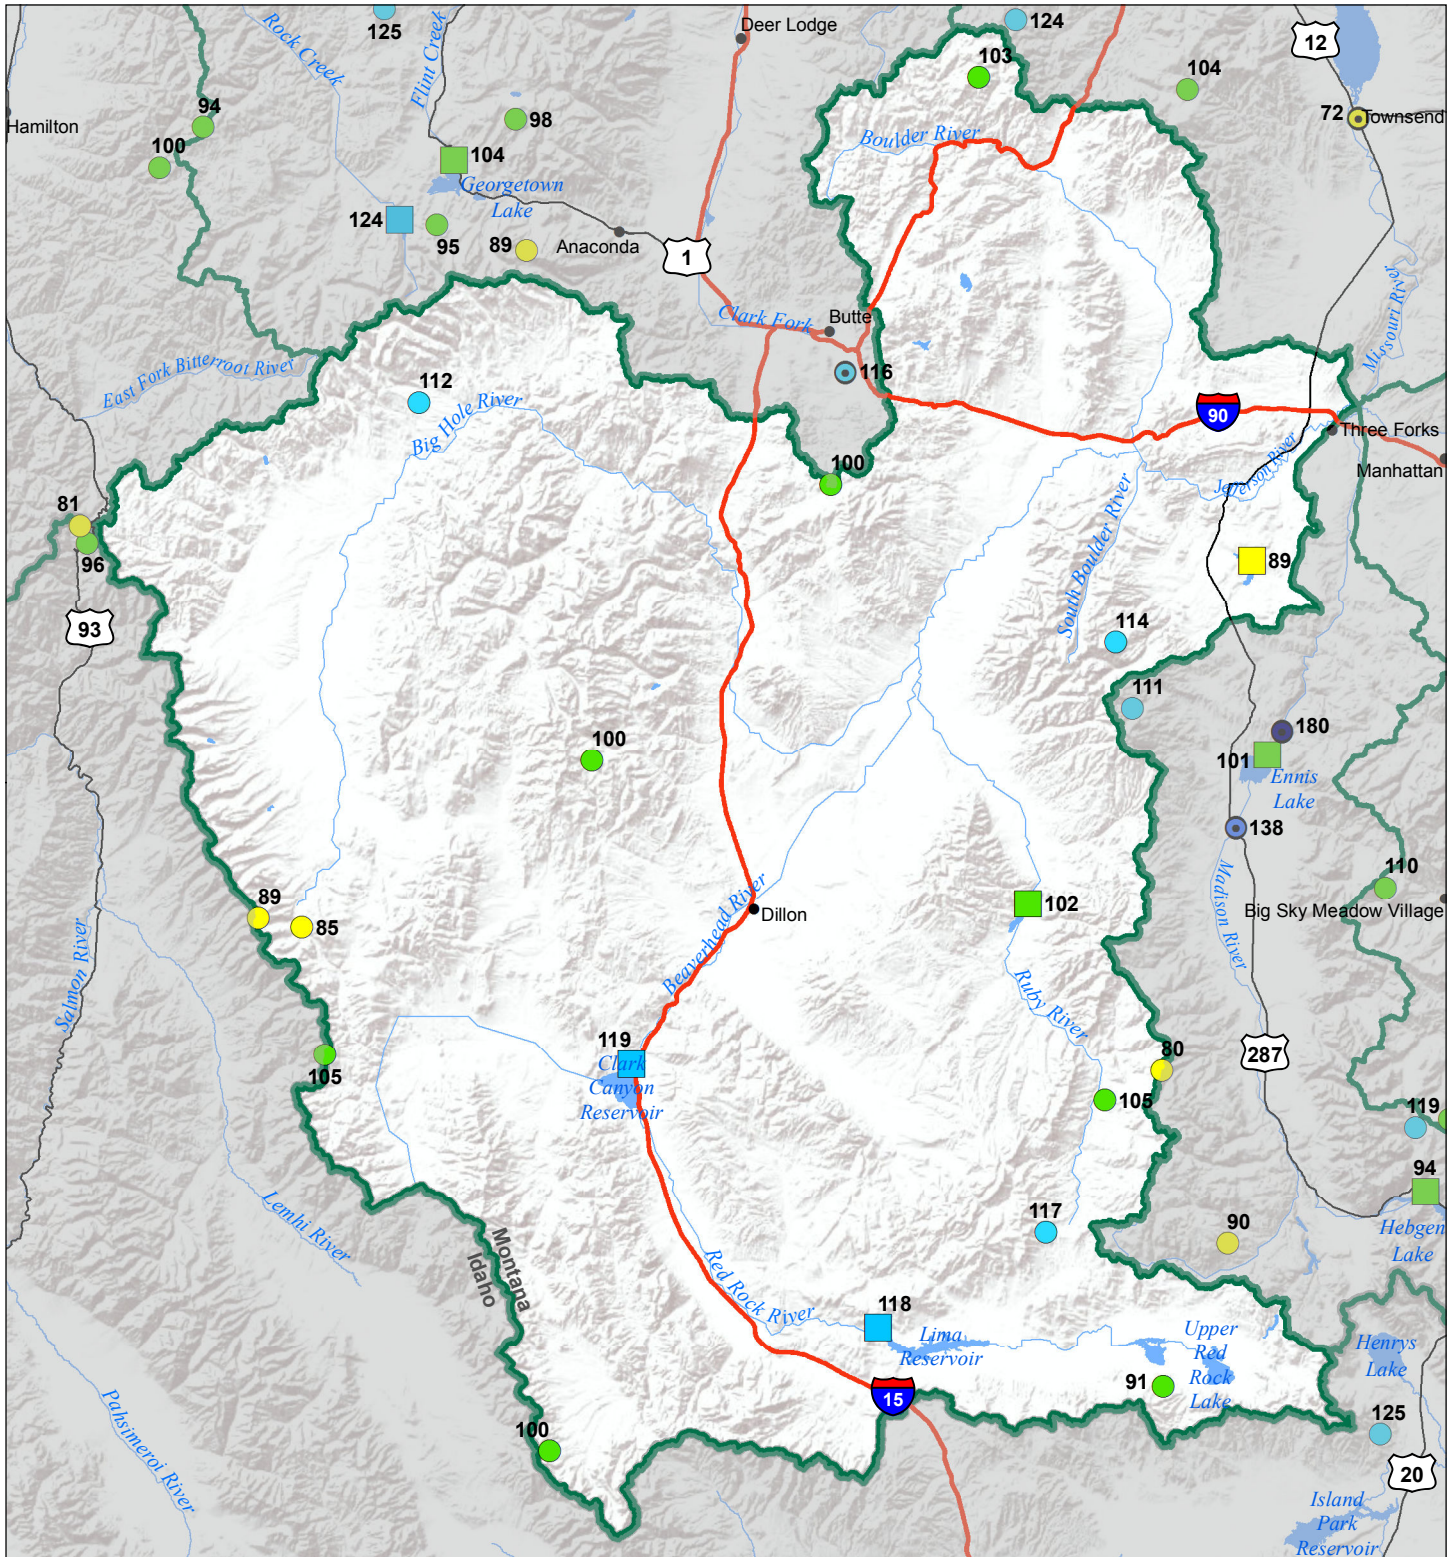 125
Rock Creek
Flint Creek
Deer Lodge
124
12
103
104
94
Hamilton
100
98
72
Townsend
Boulder River
104
Georgetown
Lake
124
95
89
Anaconda
1
Missouri River
Clark Fork
Butte
116
East Fork Bitterroot River
112
Big Hole River
90
Three Forks
Manhattan
Jefferson River
100
South Boulder River
81
96
89
93
114
111
180
101
Ennis
Lake
138
100
110
Madison River
Big Sky Meadow Village
89
85
Dillon
Beaverhead River
102
Salmon River
Ruby River
119
Clark
Canyon
Reservoir
105
80
287
105
119
94
Hebgen
Lake
Lemhi River
Montana
Idaho
117
90
Red Rock River
118
Lima
Reservoir
Upper
Red
Rock
Lake
Henrys
Lake
91
15
Pahsimeroi River
100
125
20
Island
Park
Reservoir